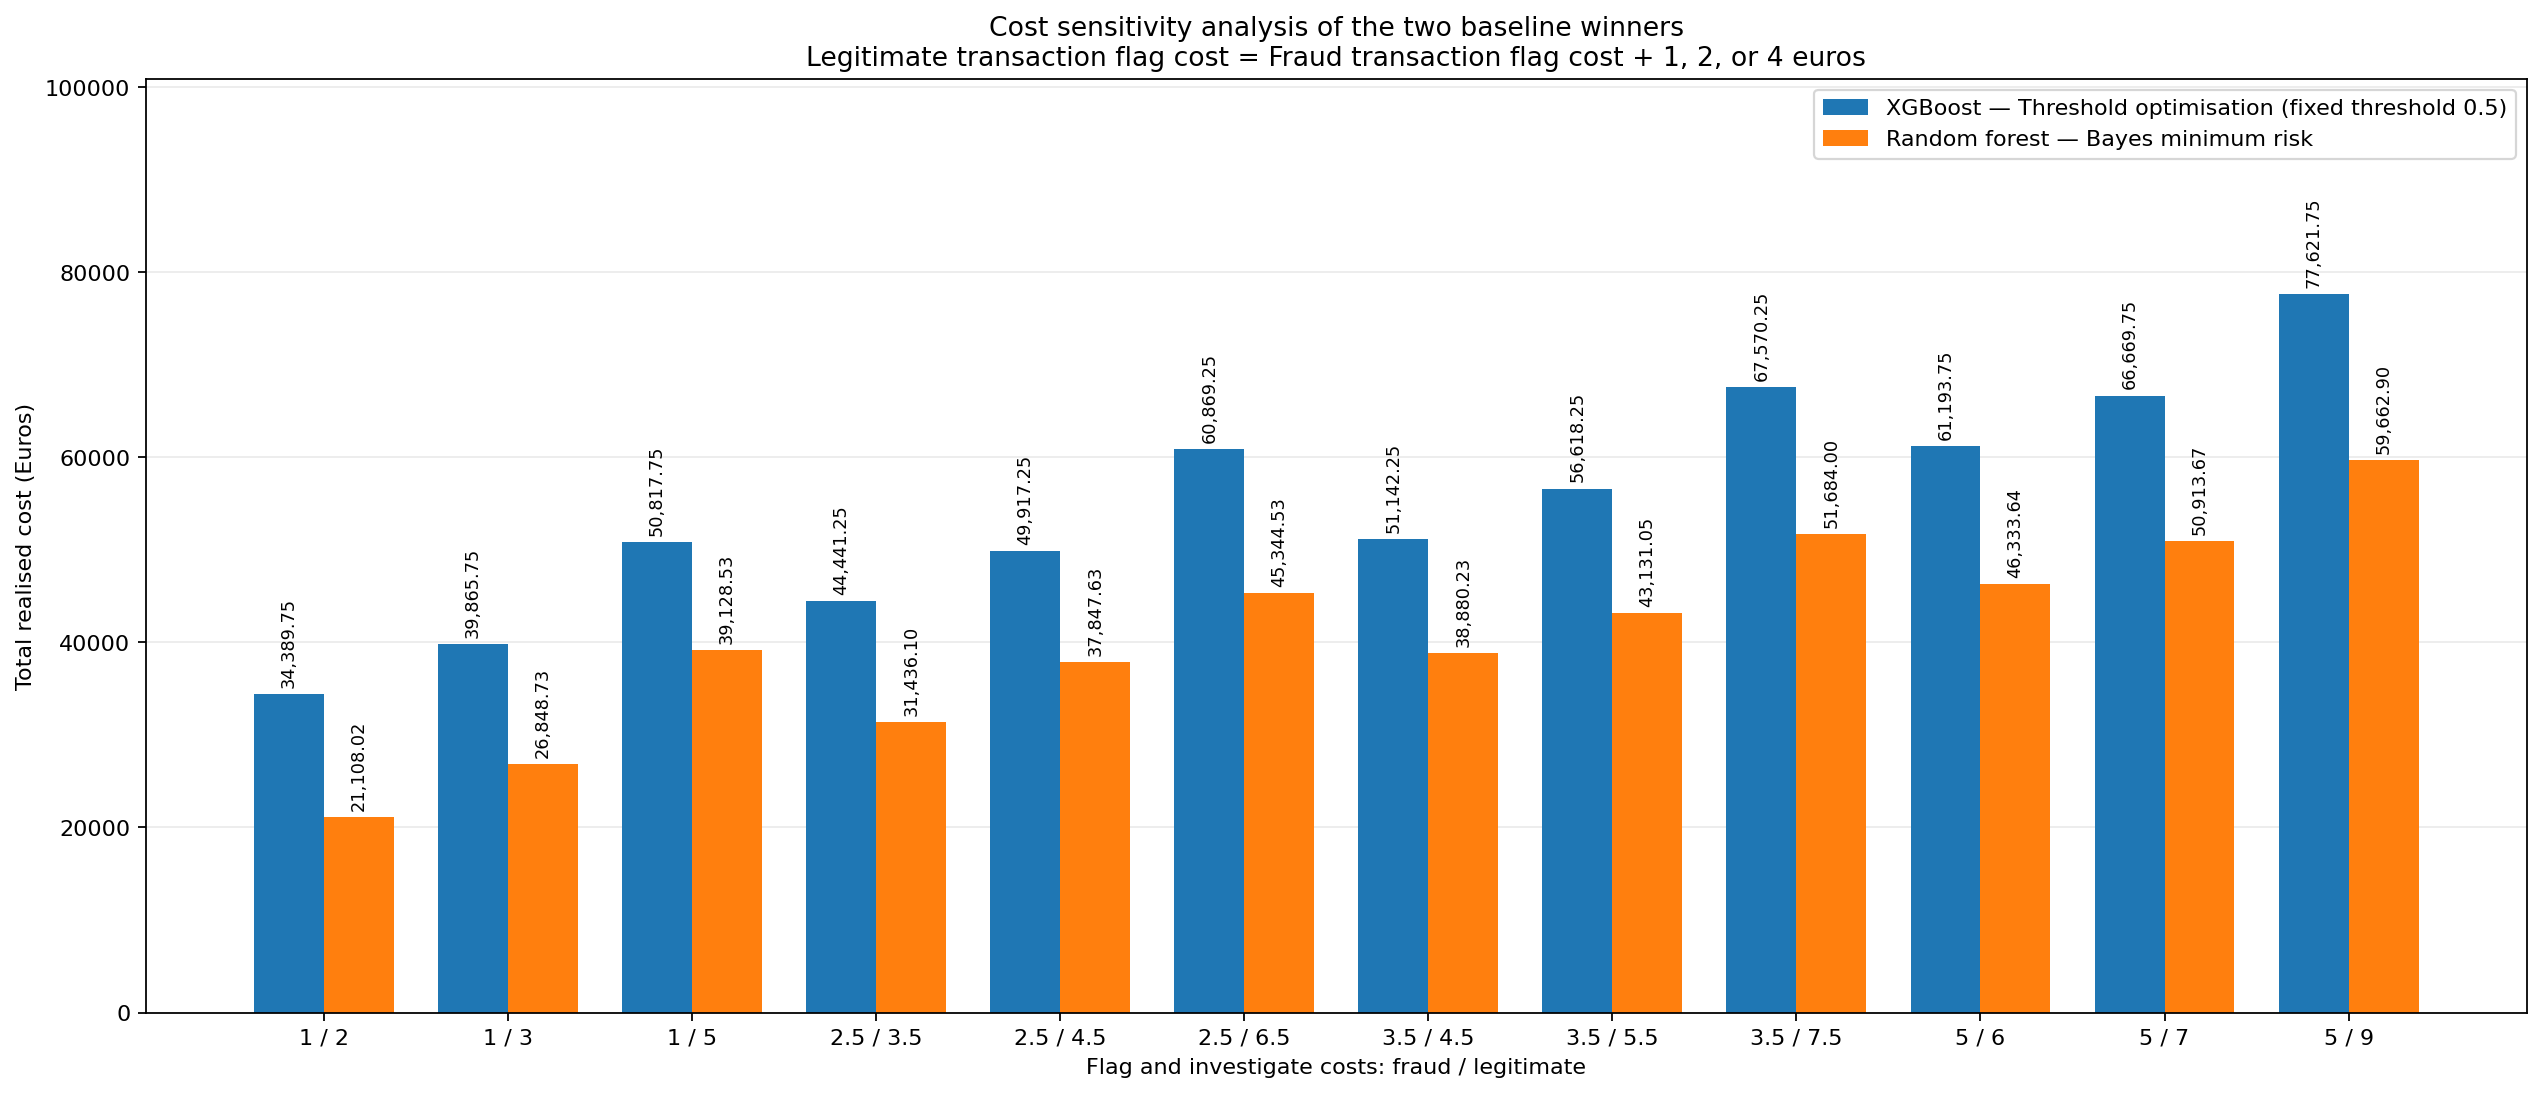 Cost sensitivity analysis of the two baseline winners
Legitimate transaction flag cost = Fraud transaction flag cost + 1, 2, or 4 euros
XGBoost — Threshold optimisation (fixed threshold 0.5)
Random forest — Bayes minimum risk
Total realised cost (Euros)
100000
80000
60000
40000
20000
0
34,389.75
21,108.02
39,865.75
26,848.73
50,817.75
39,128.53
44,441.25
31,436.10
49,917.25
37,847.63
60,869.25
45,344.53
51,142.25
38,880.23
56,618.25
43,131.05
67,570.25
51,684.00
61,193.75
46,333.64
66,669.75
50,913.67
77,621.75
59,662.90
1 / 2
1 / 3
1 / 5
2.5 / 3.5
2.5 / 4.5
2.5 / 6.5
3.5 / 4.5
3.5 / 5.5
3.5 / 7.5
5 / 6
5 / 7
5 / 9
Flag and investigate costs: fraud / legitimate